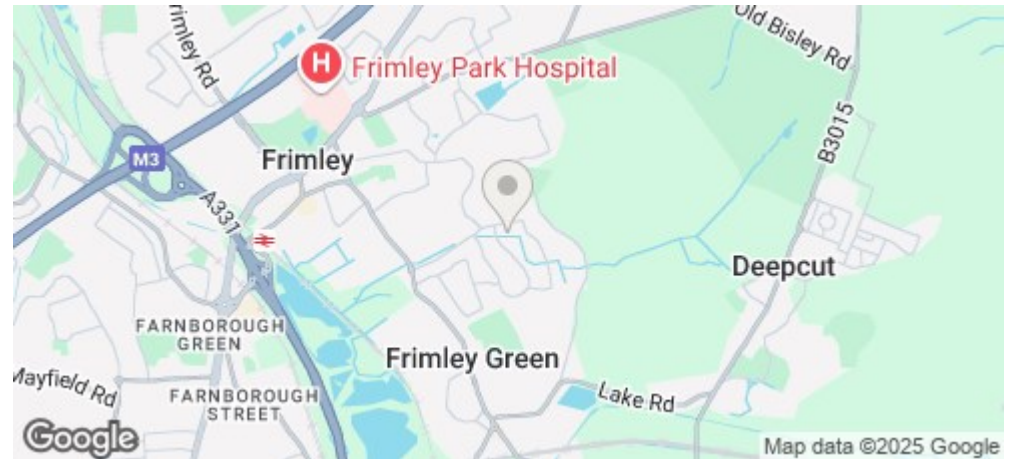 Frimley Rd
Old Bisley Rd
H
Frimley Park Hospital
B3015
M3
Frimley
A331
Deepcut
FARNBOROUGH
GREEN
Frimley Green
Mayfield Rd
FARNBOROUGH
STREET
Lake Rd
Google
Map data ©2025 Google